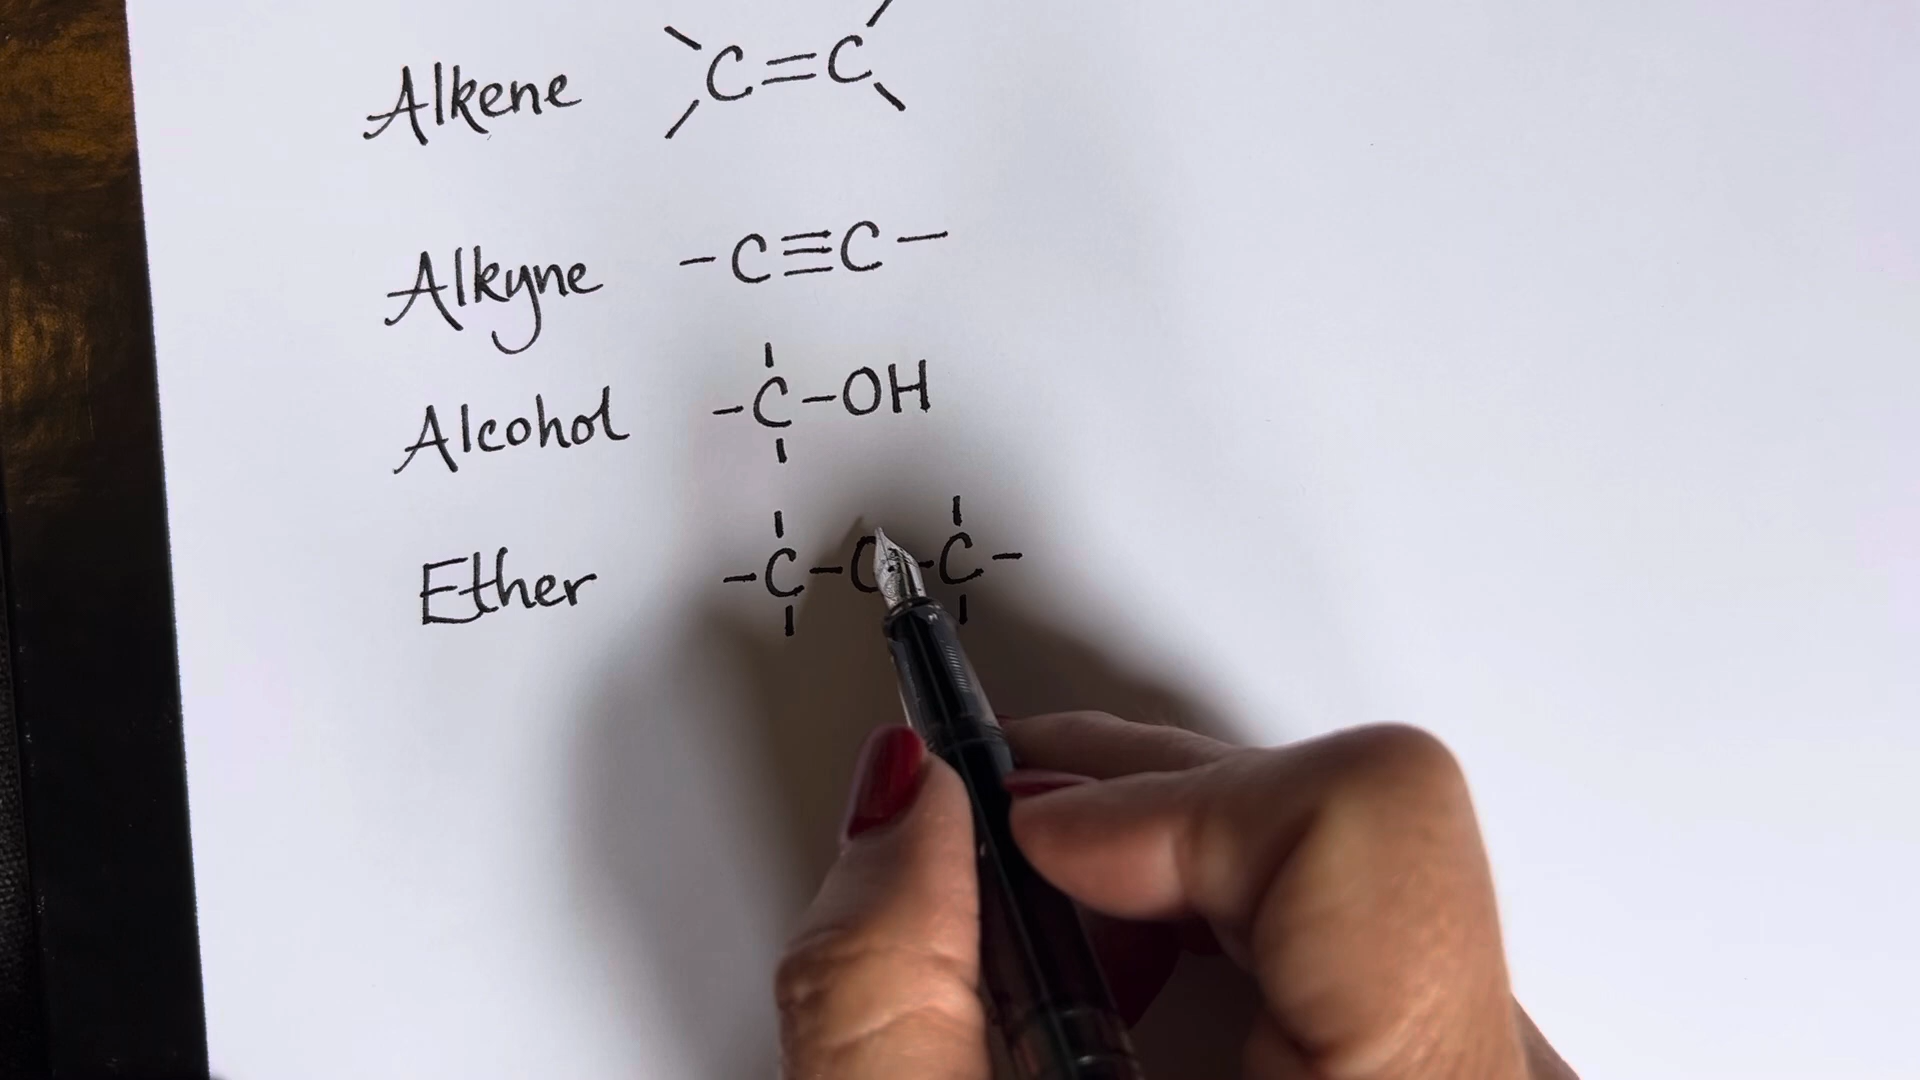 Alkene C=C
Alkyne -C≡C-
Alcohol -C-OH
Ether -C- -C-